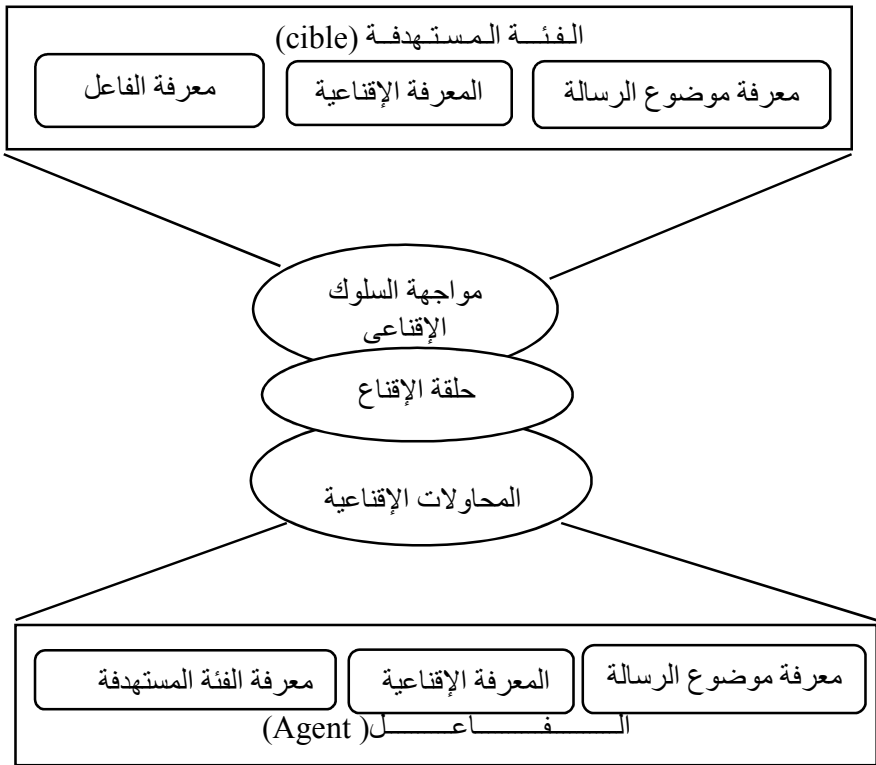 الفئة المستهدفة (cible)
معرفة موضوع الرسالة
المعرفة الإقناعية
معرفة الفاعل
مواجهة السلوك
الإقناعى
حلقة الإقناع
المحاولات الإقناعية
معرفة موضوع الرسالة
المعرفة الإقناعية
معرفة الفئة المستهدفة
الفاعل( Agent)